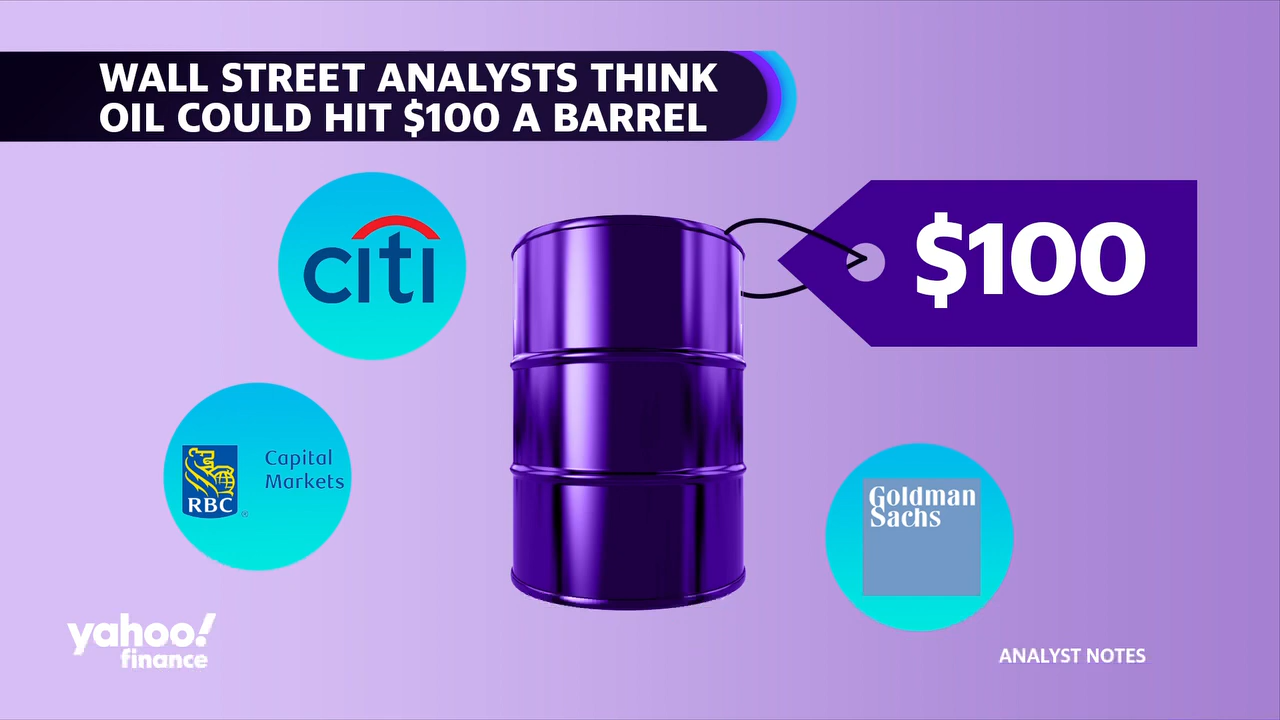 WALL STREET ANALYSTS THINK
OIL COULD HIT $100 A BARREL
citi
$100
Capital
Markets
RBC
Goldman
Sachs
yahoo!
finance
ANALYST NOTES